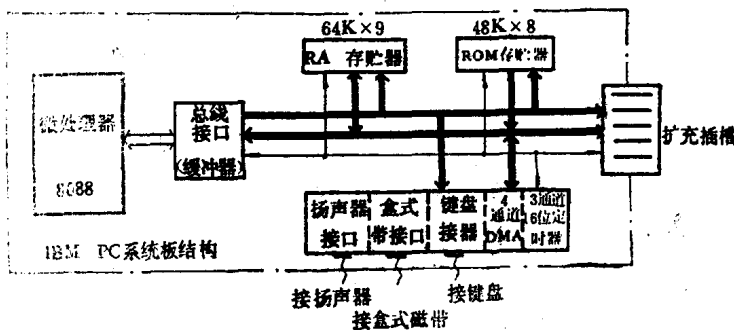 64K×9
48K×8
RA 存贮器
ROM存贮器
微处理器
8088
总线
接口
(缓冲器)
扩充插槽
扬声器
接口
盒式
带接口
键盘
接器
4
通道
DMA
3通道
16位定
时器
IBM PC系统板结构
接扬声器
接键盘
接盒式磁带